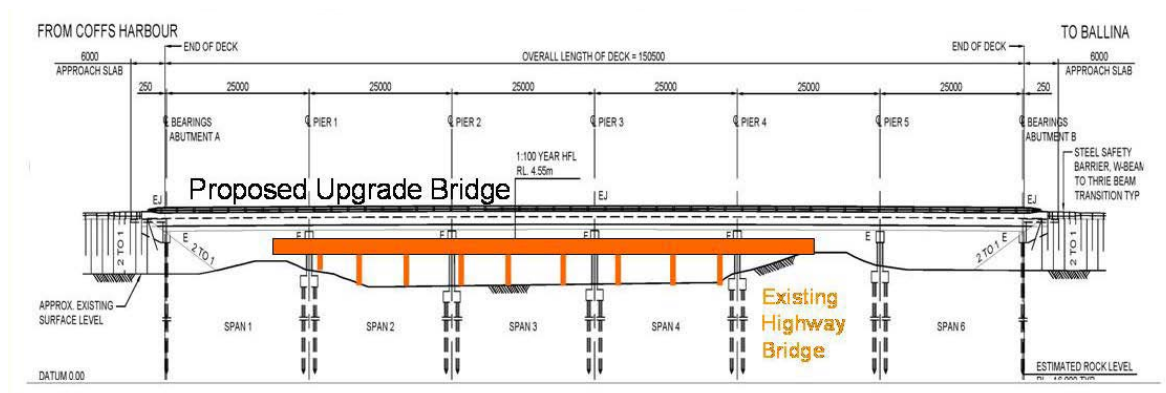 FROM COFFS HARBOUR
TO BALLINA
END OF DECK
END OF DECK
6000
APPROACH SLAB
OVERALL LENGTH OF DECK = 150500
6000
APPROACH SLAB
250
25000
25000
25000
25000
25000
25000
250
BEARINGS
ABUTMENT A
PIER 1
PIER 2
PIER 3
PIER 4
PIER 5
BEARINGS
ABUTMENT B
1:100 YEAR HFL
RL. 4.55m
STEEL SAFETY
BARRIER, W-BEAM
TO THRIE BEAM
TRANSITION TYP
EJ
Proposed Upgrade Bridge
EJ
EJ
E
E
E
E
E
E
E
2 TO 1
2 TO 1
2 TO 1
2 TO 1
APPROX. EXISTING
SURFACE LEVEL
SPAN 1
SPAN 2
SPAN 3
SPAN 4
Existing
Highway
Bridge
SPAN 6
ESTIMATED ROCK LEVEL
DATUM 0.00